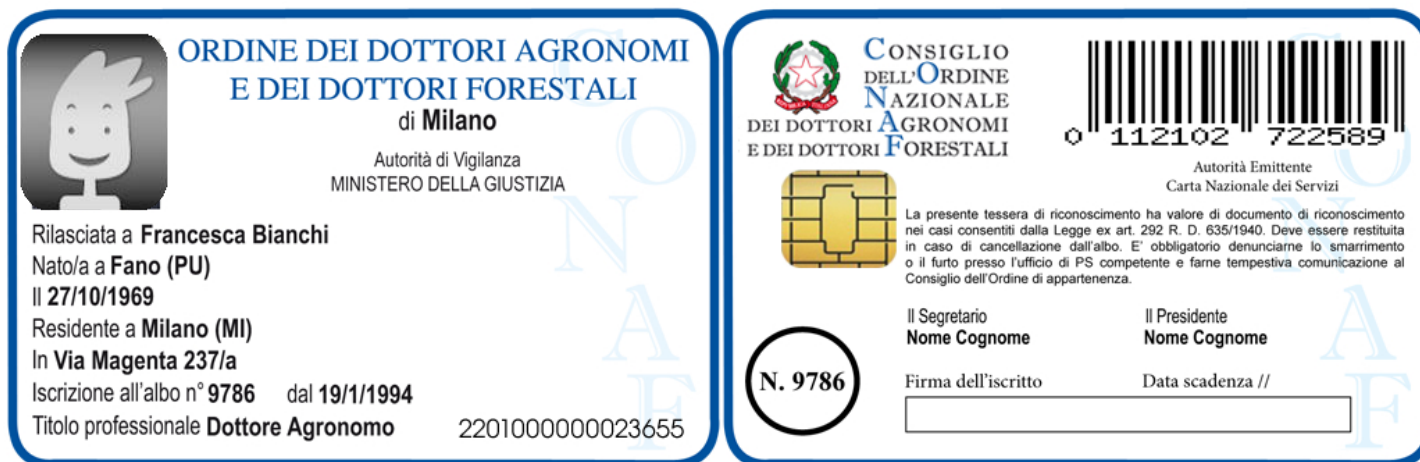 ORDINE DEI DOTTORI AGRONOMI
E DEI DOTTORI FORESTALI
di Milano
Autorità di Vigilanza
MINISTERO DELLA GIUSTIZIA
Rilasciata a Francesca Bianchi
Nato/a a Fano (PU)
Il 27/10/1969
Residente a Milano (MI)
In Via Magenta 237/a
Iscrizione all'albo n° 9786 dal 19/1/1994
Titolo professionale Dottore Agronomo
2201000000023655
CONAF
CONSIGLIO
DELL'ORDINE
NAZIONALE
DEI DOTTORI AGRONOMI
E DEI DOTTORI FORESTALI
0 112102 722589
Autorità Emittente
Carta Nazionale dei Servizi
La presente tessera di riconoscimento ha valore di documento di riconoscimento
nei casi consentiti dalla Legge ex art. 292 R. D. 635/1940. Deve essere restituita
in caso di cancellazione dall'albo. E' obbligatorio denunciarne lo smarrimento
o il furto presso l'ufficio di PS competente e farne tempestiva comunicazione al
Consiglio dell'Ordine di appartenenza.
Il Segretario
Nome Cognome
Il Presidente
Nome Cognome
N. 9786
Firma dell'iscritto
Data scadenza //
CONAF